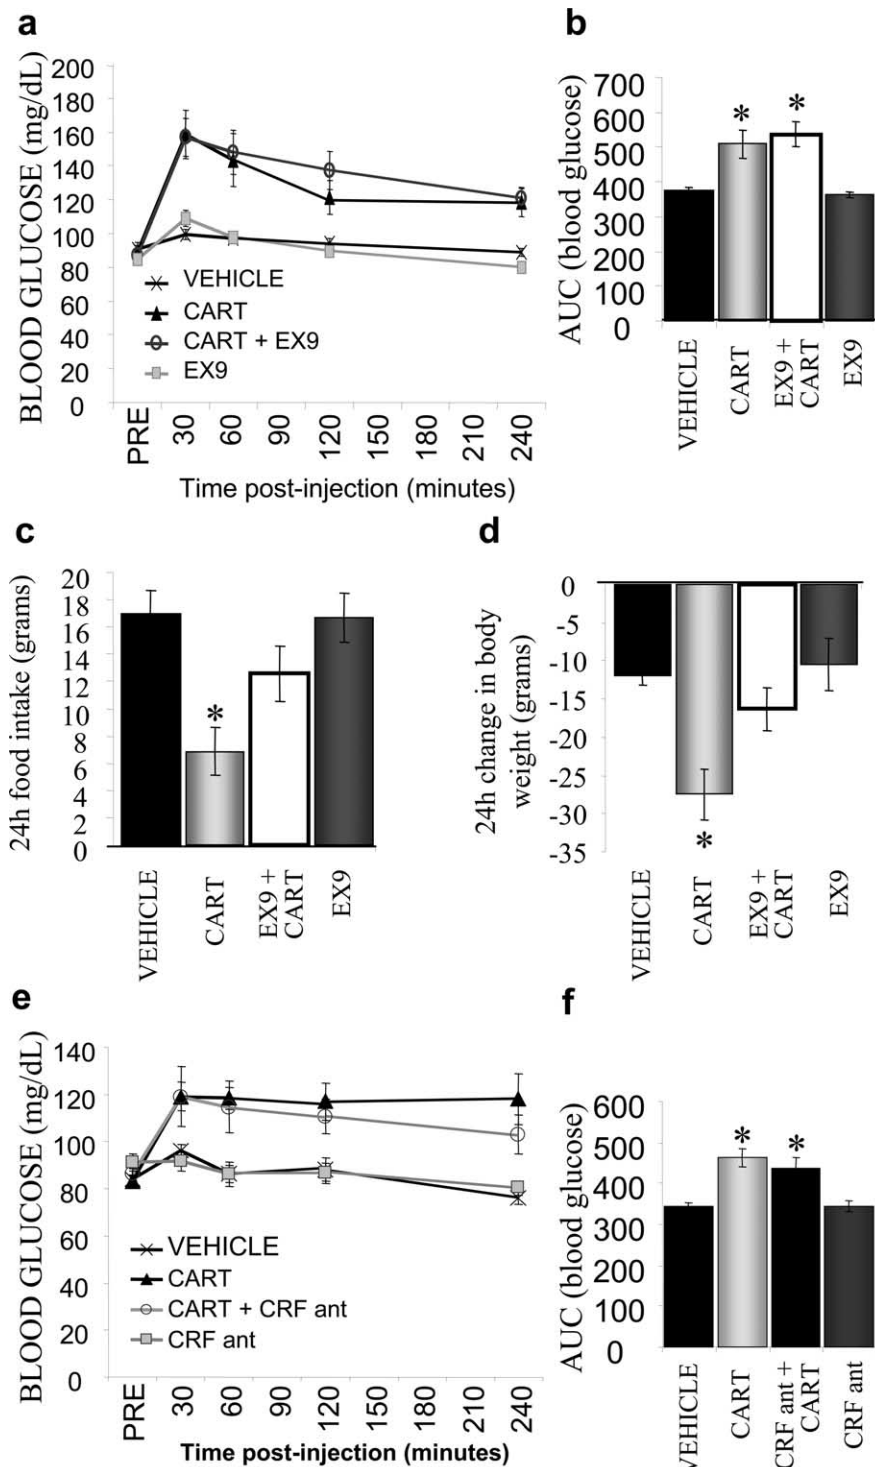 a
BLOOD GLUCOSE (mg/dL)
200
180
160
140
120
100
80
60
40
20
0
VEHICLE
CART
CART + EX9
EX9
PRE
30
60
90
120
150
180
210
240
Time post-injection (minutes)
b
AUC (blood glucose)
700
600
500
400
300
200
100
0
*
*
VEHICLE
CART
EX9 +
CART
EX9
c
24h food intake (grams)
20
18
16
14
12
10
8
6
4
2
0
*
VEHICLE
CART
EX9 +
CART
EX9
d
24h change in body
weight (grams)
0
-5
-10
-15
-20
-25
-30
-35
*
VEHICLE
CART
EX9 +
CART
EX9
e
BLOOD GLUCOSE (mg/dL)
140
120
100
80
60
40
20
0
VEHICLE
CART
CART + CRF ant
CRF ant
PRE
30
60
90
120
150
180
210
240
Time post-injection (minutes)
f
AUC (blood glucose)
600
500
400
300
200
100
0
*
*
VEHICLE
CART
CRF ant +
CART
CRF ant